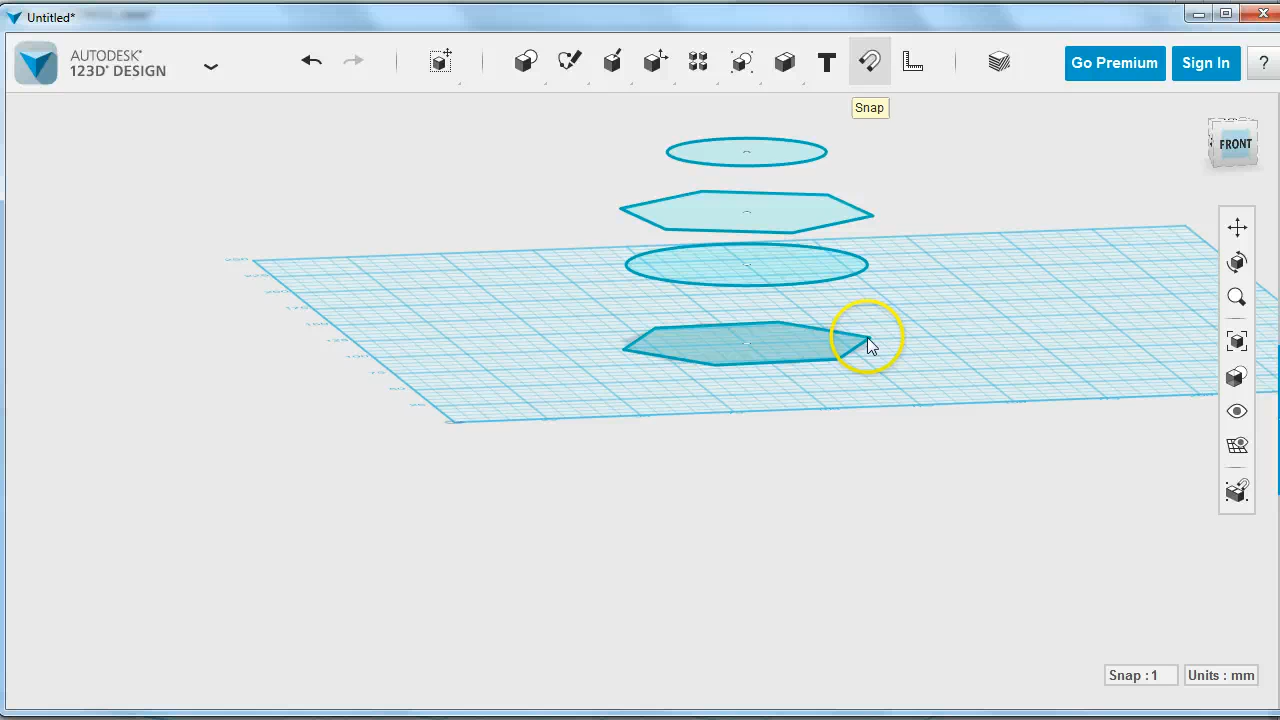 Untitled*
AUTODESK®
123D® DESIGN
T
Go Premium
Sign In
?
Snap
FRONT
Snap : 1
Units : mm